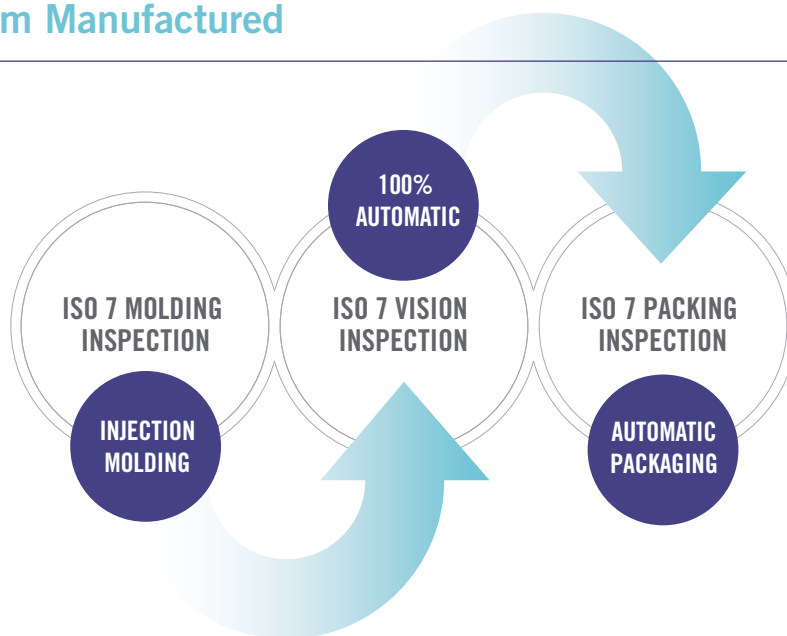 m Manufactured
100%
AUTOMATIC
ISO 7 MOLDING
INSPECTION
ISO 7 VISION
INSPECTION
ISO 7 PACKING
INSPECTION
INJECTION
MOLDING
AUTOMATIC
PACKAGING